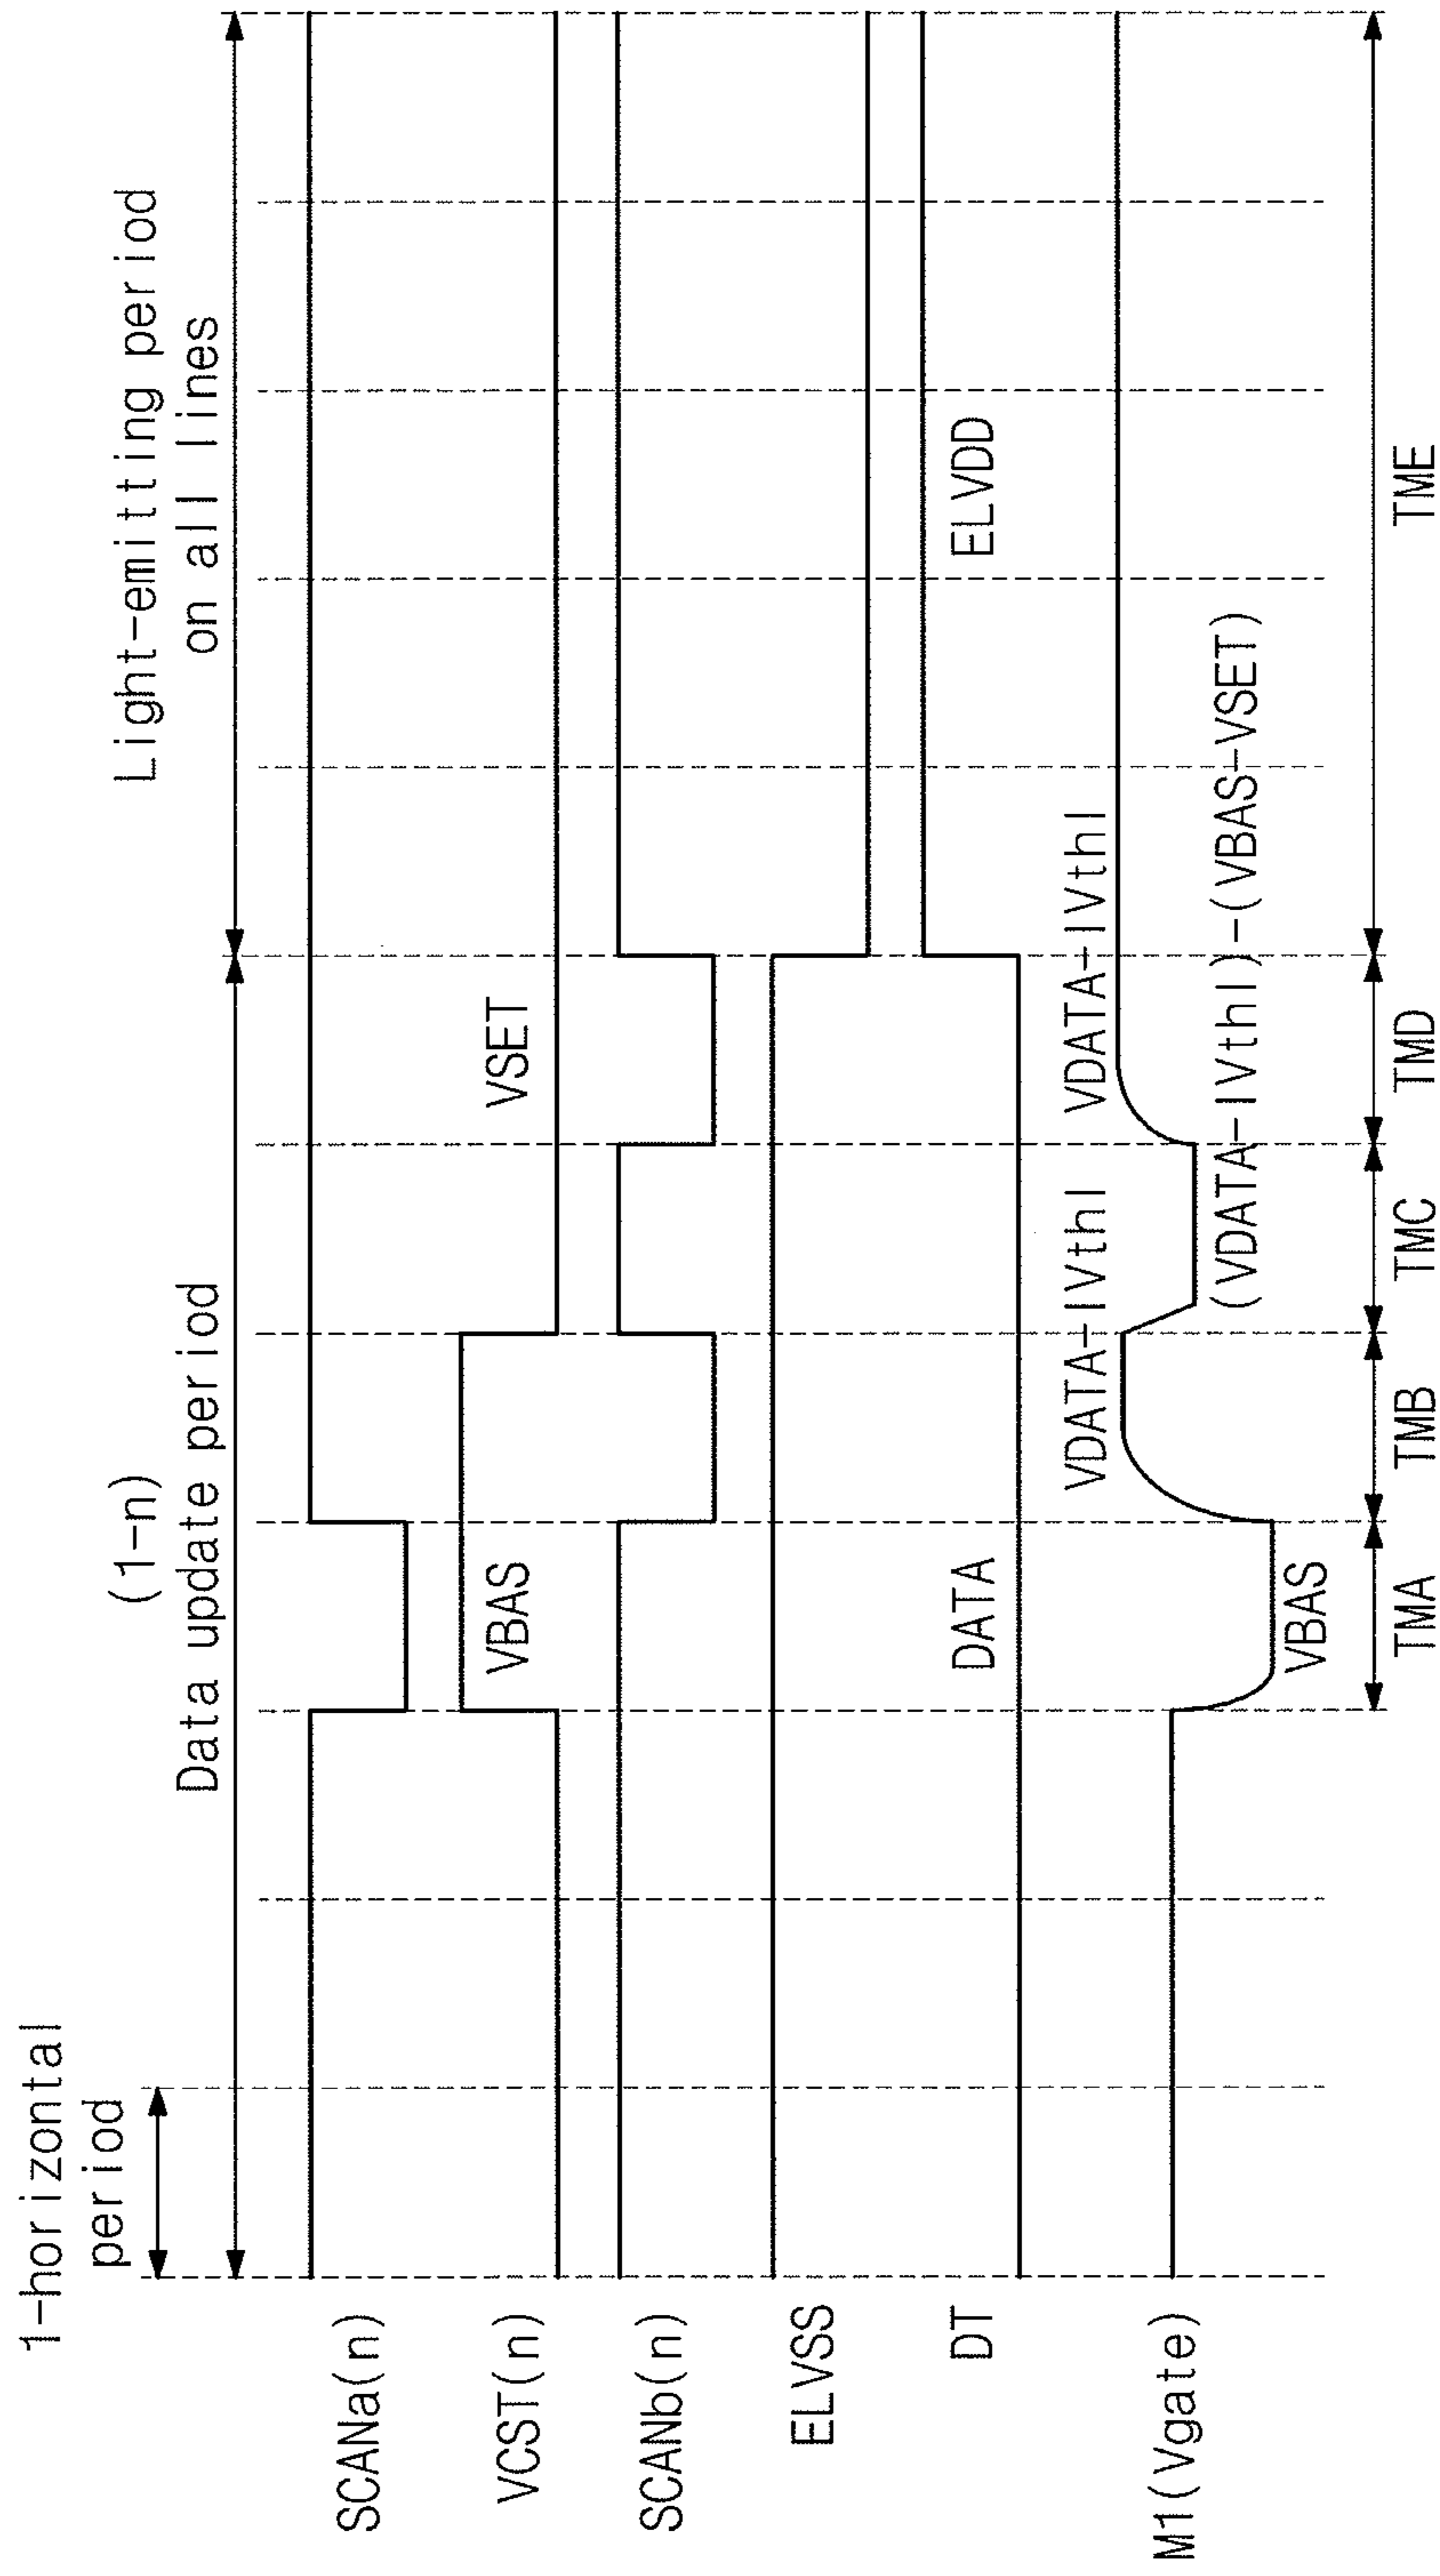 1-horizontal
period
(1-n)
Data update period
Light-emitting period
on all lines
SCANa(n)
VCST(n)
VBAS
VSET
SCANb(n)
ELVSS
DT
DATA
ELVDD
M1(Vgate)
VDATA-|Vth|
VDATA-|Vth|
VBAS
(VDATA-|Vth|)-(VBAS-VSET)
TMA
TMB
TMC
TMD
TME